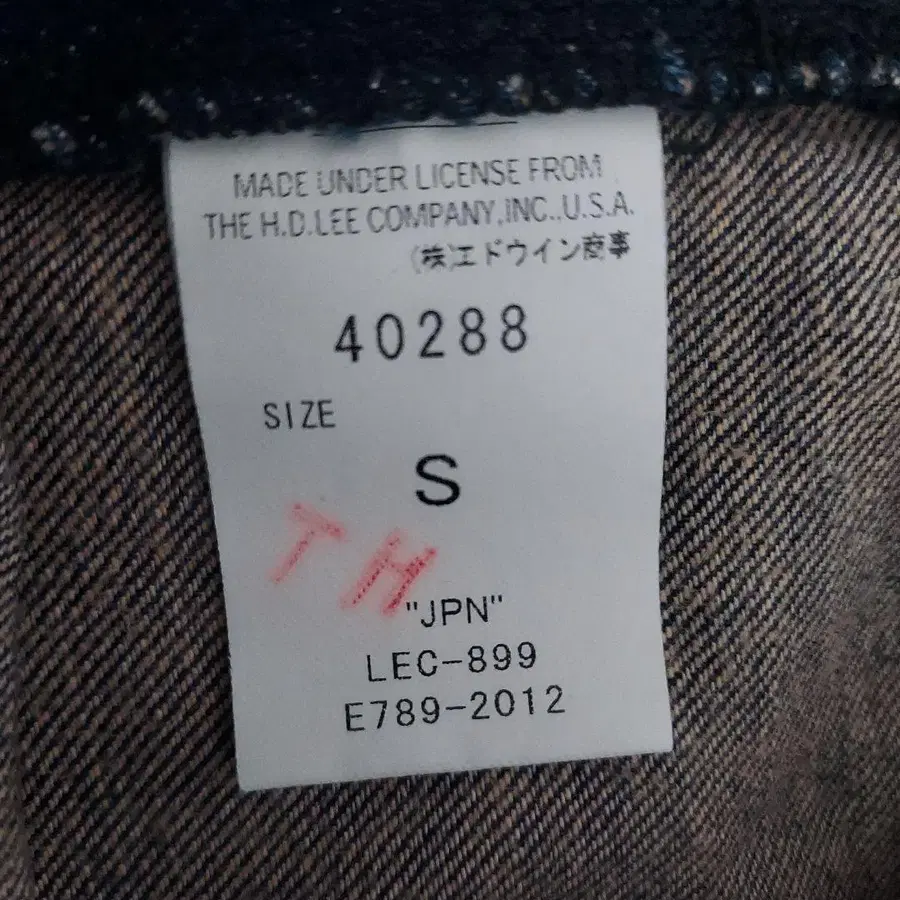 MADE UNDER LICENSE FROM
THE H.D.LEE COMPANY,INC.,U.S.A.
(株)エドウイン商事
40288
SIZE
S
TH
"JPN"
LEC-899
E789-2012